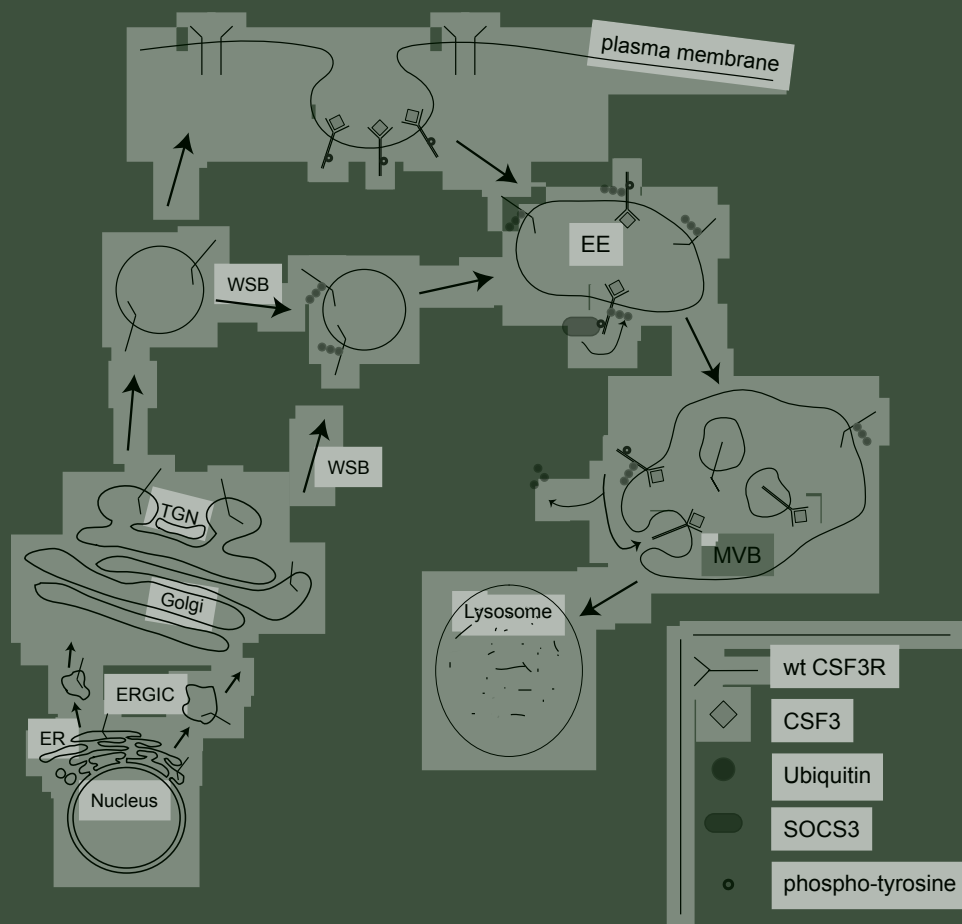 plasma membrane
EE
WSB
WSB
TGN
Golgi
MVB
Lysosome
ERGIC
ER
Nucleus
wt CSF3R
CSF3
Ubiquitin
SOCS3
phospho-tyrosine